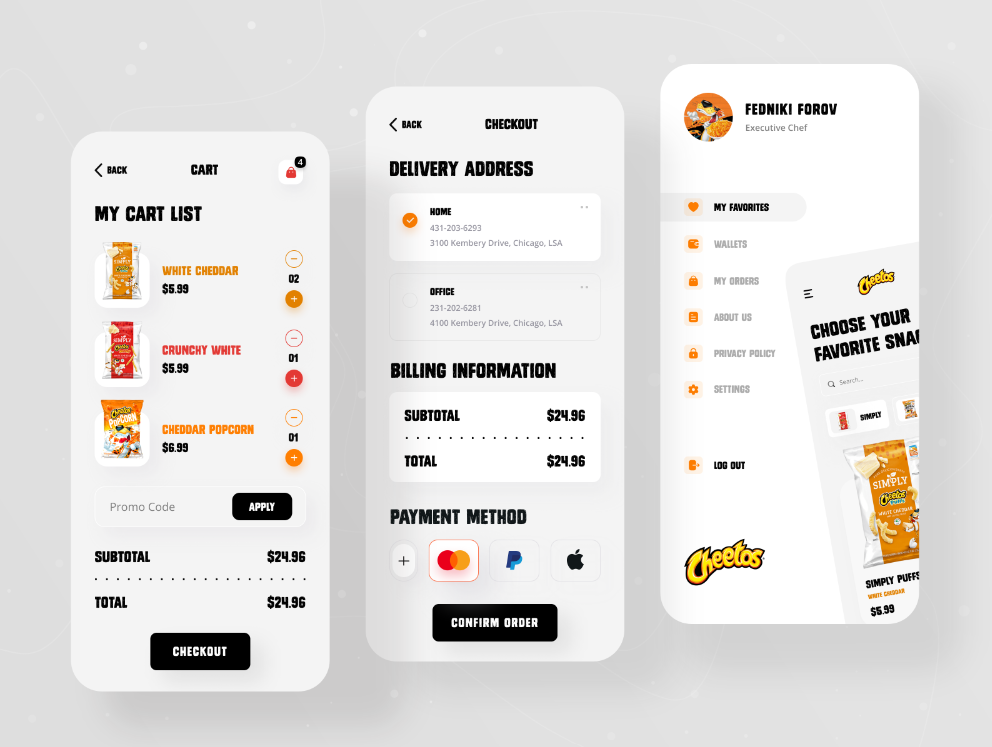 BACK
CART
4
MY CART LIST
WHITE CHEDDAR
$5.99
02
CRUNCHY WHITE
$5.99
01
CHEDDAR POPCORN
$6.99
01
Promo Code
APPLY
SUBTOTAL $24.96
TOTAL $24.96
CHECKOUT
BACK
CHECKOUT
DELIVERY ADDRESS
HOME
431-203-6293
3100 Kembery Drive, Chicago, LSA
OFFICE
231-202-6281
4100 Kembery Drive, Chicago, LSA
BILLING INFORMATION
SUBTOTAL $24.96
TOTAL $24.96
PAYMENT METHOD
CONFIRM ORDER
FEDNIKI FOROV
Executive Chef
MY FAVORITES
WALLETS
MY ORDERS
ABOUT US
PRIVACY POLICY
SETTINGS
LOG OUT
Cheetos
Cheetos
CHOOSE YOUR
FAVORITE SNA
Search...
SIMPLY
SIMPLY
Cheetos
WHITE CHEDDAR
SIMPLY PUFFS
WHITE CHEDDAR
$5.99